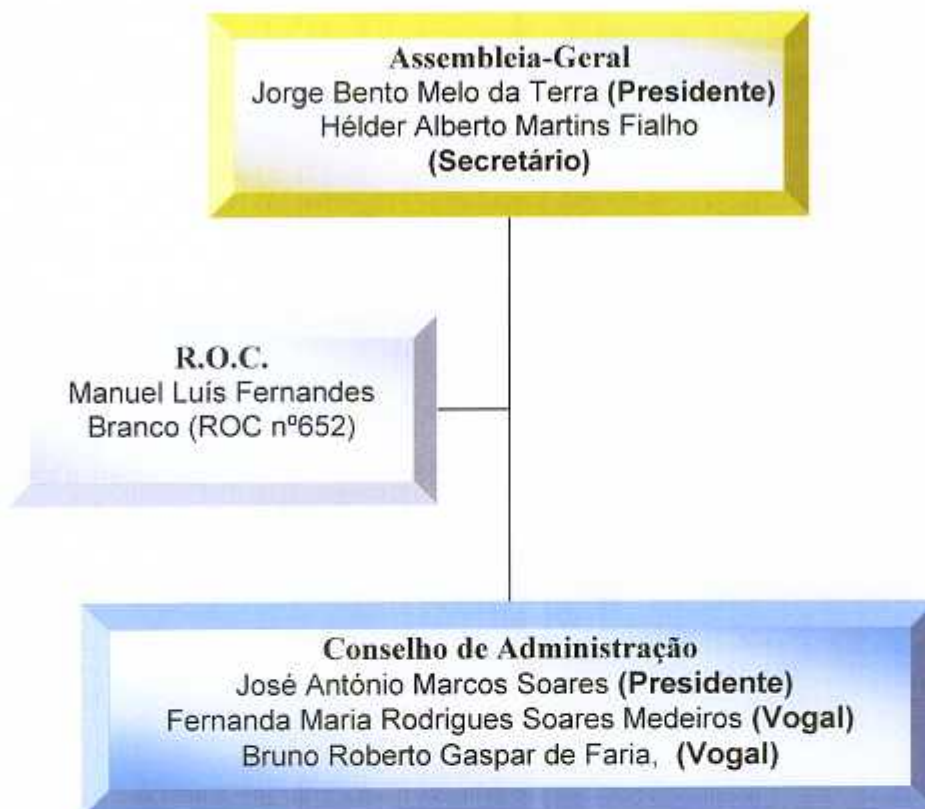 Assembleia-Geral
Jorge Bento Melo da Terra (Presidente)
Hélder Alberto Martins Fialho
(Secretário)
R.O.C.
Manuel Luís Fernandes
Branco (ROC nº652)
Conselho de Administração
José António Marcos Soares (Presidente)
Fernanda Maria Rodrigues Soares Medeiros (Vogal)
Bruno Roberto Gaspar de Faria, (Vogal)